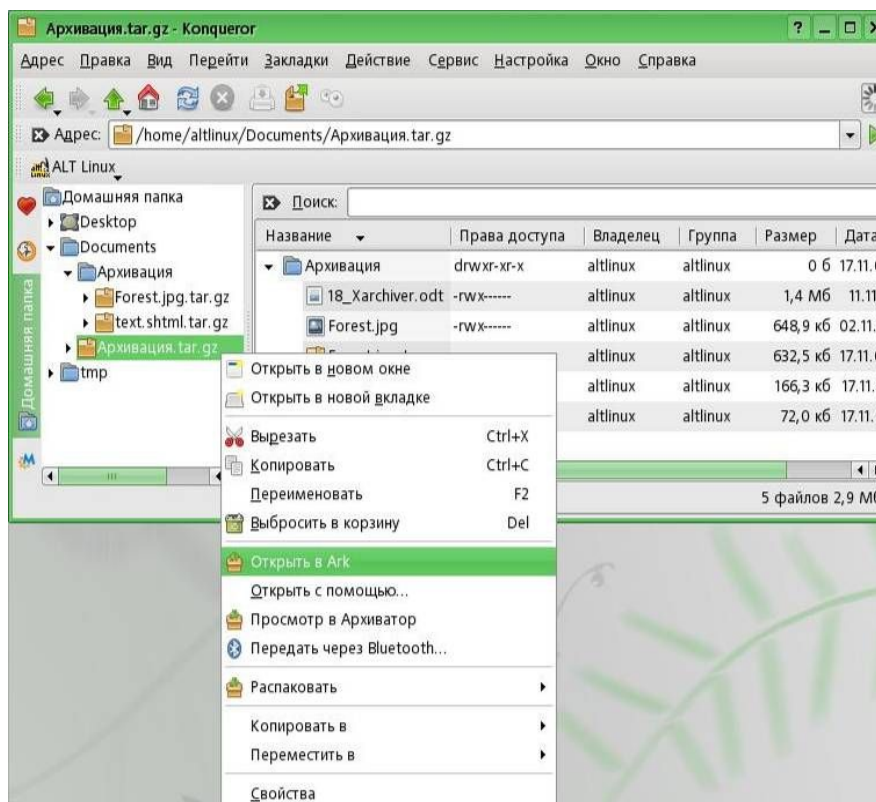 Архивация.tar.gz - Konqueror
Адрес Правка Вид Перейти Закладки Действие Сервис Настройка Окно Справка
Адрес: /home/altlinux/Documents/Архивация.tar.gz
ALT Linux
Домашняя папка
Домашняя папка
Desktop
Documents
Архивация
Forest.jpg.tar.gz
text.shtml.tar.gz
Архивация.tar.gz
tmp
Поиск:
Название Права доступа Владелец Группа Размер Дата
Архивация drwxr-xr-x altlinux altlinux 0 б 17.11.
18_Xarchiver.odt -rwx------ altlinux altlinux 1,4 Мб 11.11
Forest.jpg -rwx------ altlinux altlinux 648,9 кб 02.11.
altlinux altlinux 632,5 кб 17.11.
altlinux altlinux 166,3 кб 17.11.
altlinux altlinux 72,0 кб 17.11.
5 файлов 2,9 Мб
Открыть в новом окне
Открыть в новой вкладке
Вырезать Ctrl+X
Копировать Ctrl+C
Переименовать F2
Выбросить в корзину Del
Открыть в Ark
Открыть с помощью...
Просмотр в Архиватор
Передать через Bluetooth...
Распаковать
Копировать в
Переместить в
Свойства